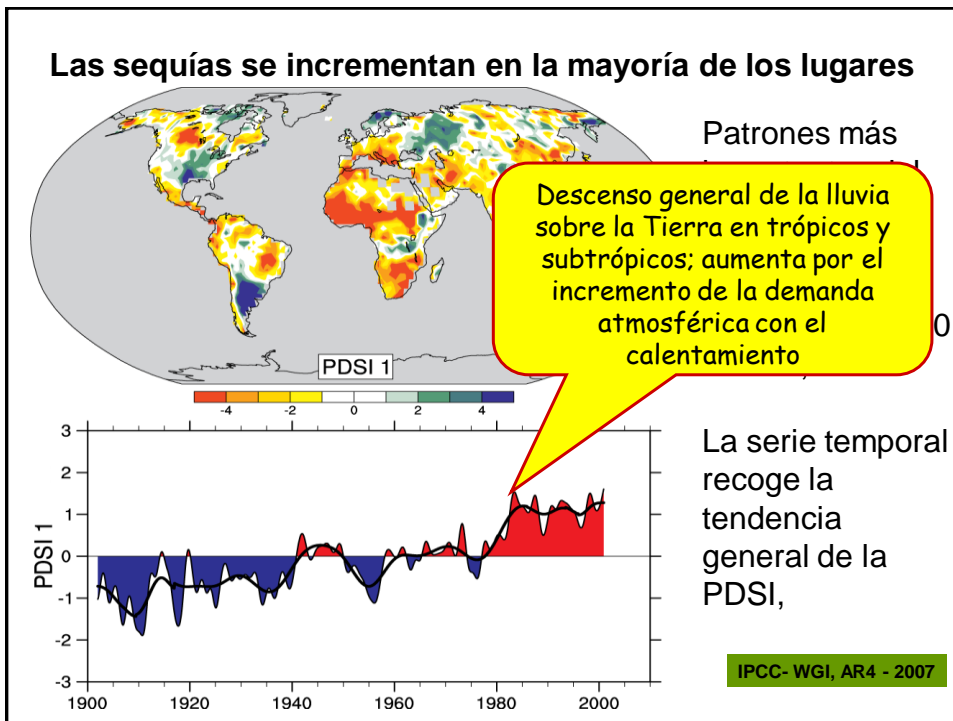 Las sequías se incrementan en la mayoría de los lugares
Patrones más
Descenso general de la lluvia
sobre la Tierra en trópicos y
subtrópicos; aumenta por el
incremento de la demanda
atmosférica con el
calentamiento
0
PDSI 1
-4 -2 0 2 4
La serie temporal
recoge la
tendencia
general de la
PDSI,
3
2
1
0
-1
-2
-3
PDSI 1
1900 1920 1940 1960 1980 2000
IPCC- WGI, AR4 - 2007